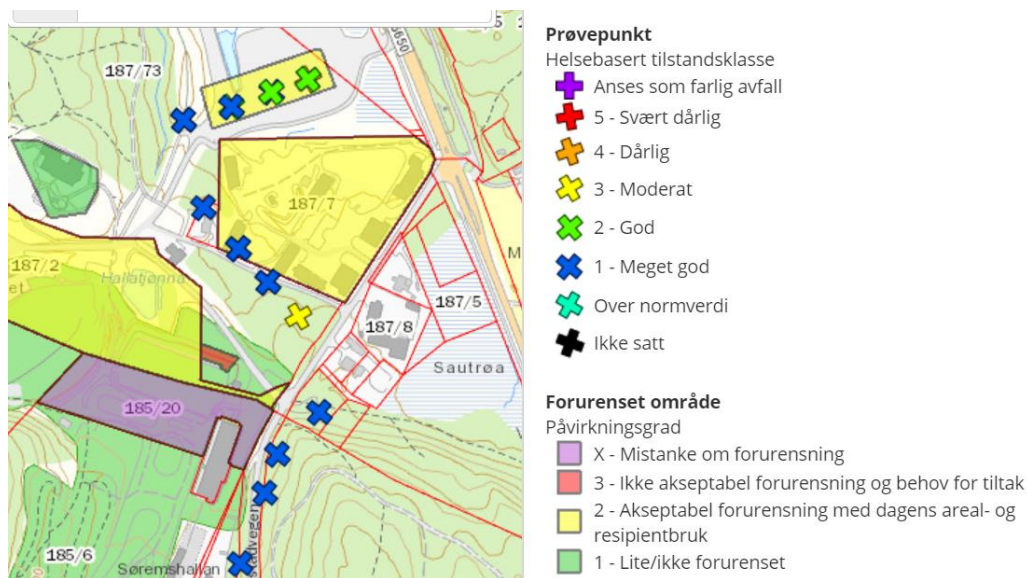 3650
187/73
187/7
187/2
Hallatjønna
187/5
187/8
Sautrøa
185/20
185/6
Søremshallan
Prøvepunkt
Helsebasert tilstandsklasse
Anses som farlig avfall
5 - Svært dårlig
4 - Dårlig
3 - Moderat
2 - God
1 - Meget god
Over normverdi
Ikke satt
Forurenset område
Påvirkningsgrad
X - Mistanke om forurensning
3 - Ikke akseptabel forurensning og behov for tiltak
2 - Akseptabel forurensning med dagens areal- og
resipientbruk
1 - Lite/ikke forurenset